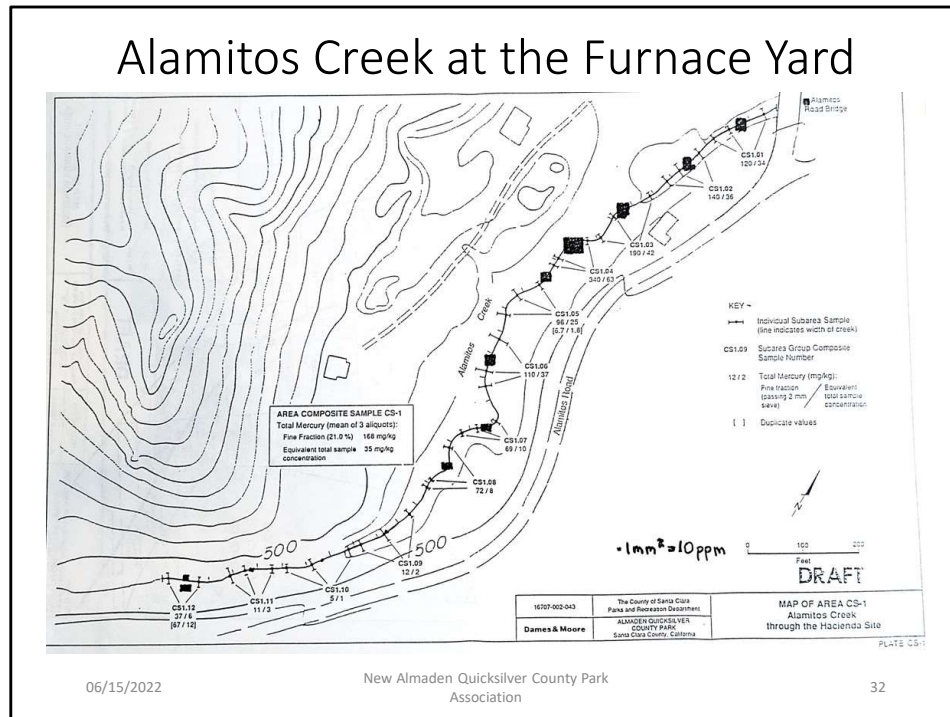 Alamitos Creek at the Furnace Yard
Alamitos
Road Bridge
CS1.01
120 / 34
CS1.02
140 / 36
CS1.03
190 / 42
CS1.04
340 / 63
CS1.05
96 / 25
[6.7 / 1.8]
CS1.06
110 / 37
CS1.07
69 / 10
CS1.08
72 / 8
CS1.09
12 / 2
CS1.10
5 / 1
CS1.11
11 / 3
CS1.12
37 / 6
[67 / 12]
Alamitos Creek
Alamitos Road
500
500
AREA COMPOSITE SAMPLE CS-1
Total Mercury (mean of 3 aliquots):
Fine Fraction (21.0 %) 168 mg/kg
Equivalent total sample 35 mg/kg
concentration
KEY -
Individual Subarea Sample
(line indicates width of creek)
CS1.09 Subarea Group Composite
Sample Number
12 / 2 Total Mercury (mg/kg):
Fine fraction / Equivalent
(passing 2 mm total sample
sieve) concentration
[ ] Duplicate values
N
▪1mm²=10ppm
0 100 200
Feet
DRAFT
16707-002-043
Dames & Moore
The County of Santa Clara
Parks and Recreation Department
ALMADEN QUICKSILVER
COUNTY PARK
Santa Clara County, California
MAP OF AREA CS-1
Alamitos Creek
through the Hacienda Site
PLATE CS-1
06/15/2022
New Almaden Quicksilver County Park
Association
32